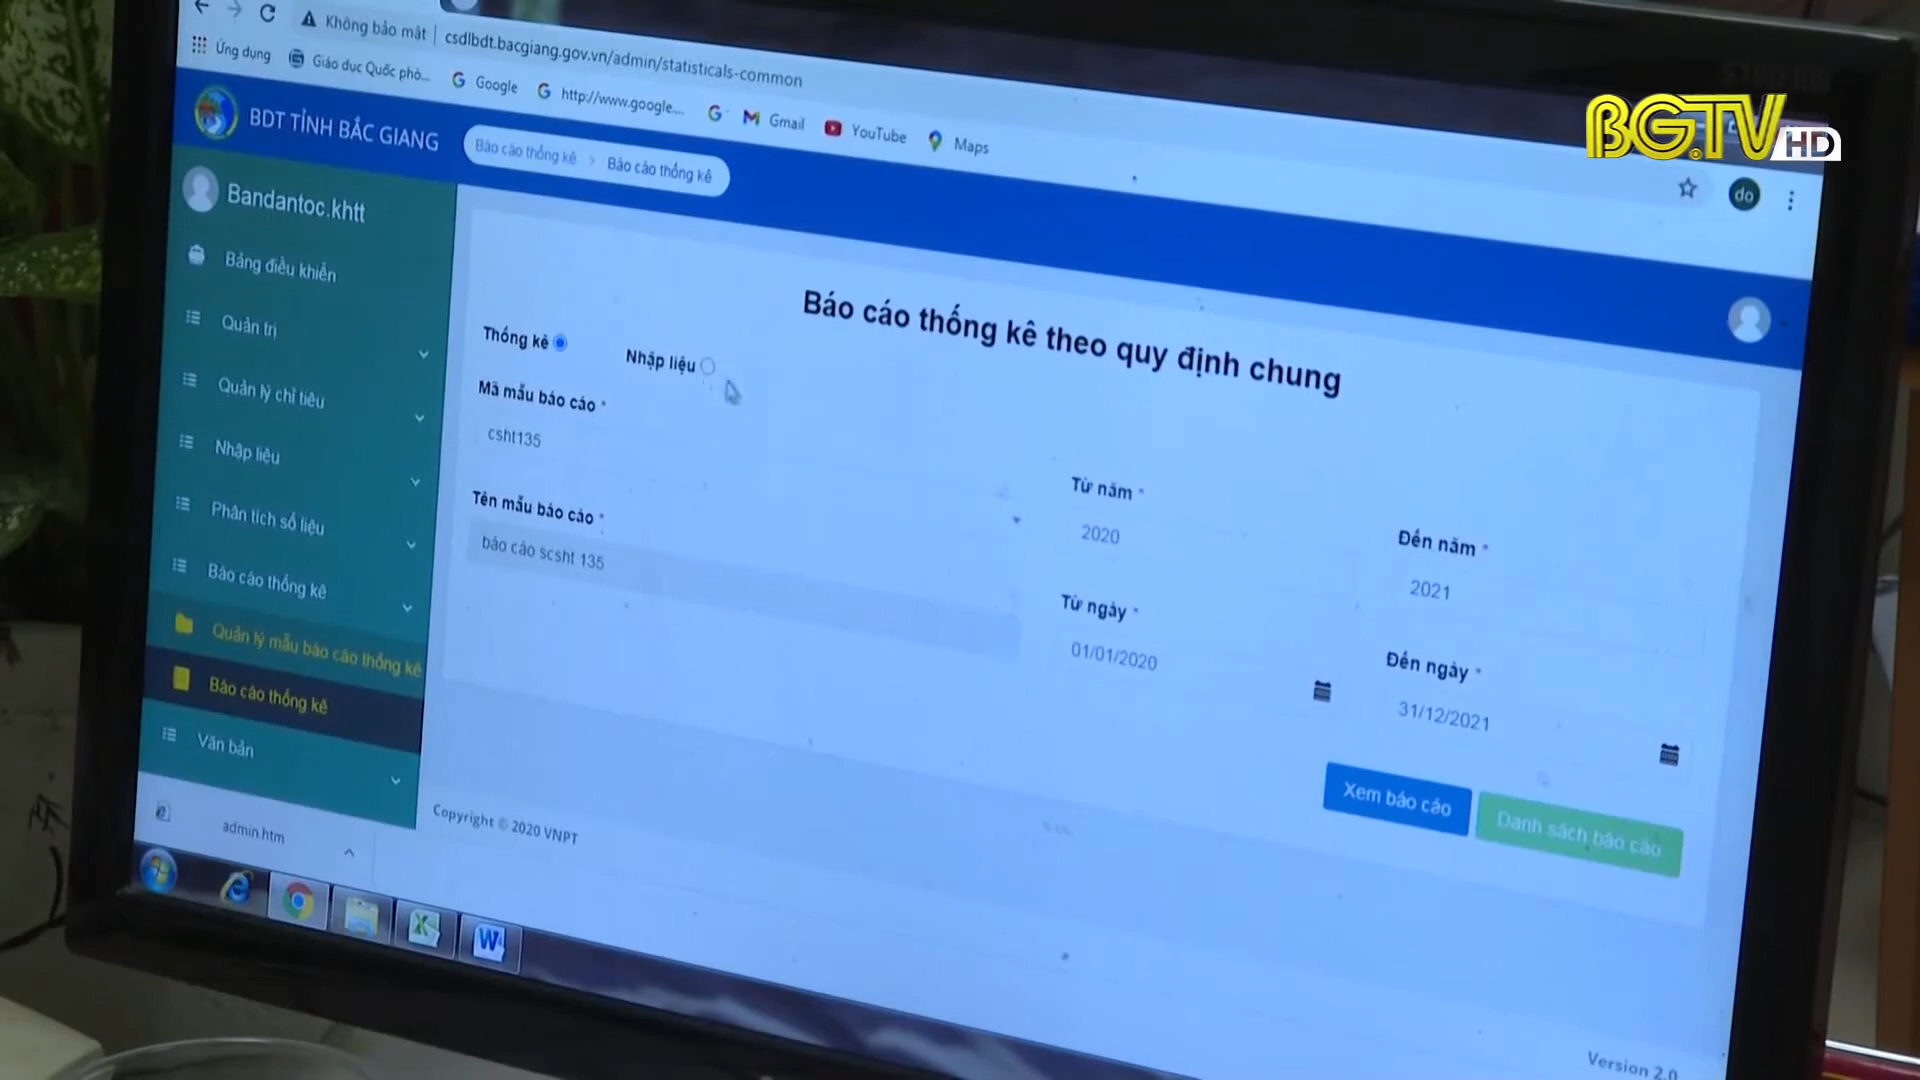 Không bảo mật | csdlbdt.bacgiang.gov.vn/admin/statisticals-common
Ứng dụng
Giáo dục Quốc phò...
Google
http://www.google....
Gmail
YouTube
Maps
BG.TV HD
do
BDT TỈNH BẮC GIANG
Báo cáo thống kê > Báo cáo thống kê
Bandantoc.khtt
Bảng điều khiển
Quản trị
Quản lý chỉ tiêu
Nhập liệu
Phân tích số liệu
Báo cáo thống kê
Quản lý mẫu báo cáo thống kê
Báo cáo thống kê
Văn bản
Báo cáo thống kê theo quy định chung
Thống kê
Nhập liệu
Mã mẫu báo cáo *
csht135
Tên mẫu báo cáo *
báo cáo scsht 135
Từ năm *
2020
Đến năm *
2021
Từ ngày *
01/01/2020
Đến ngày *
31/12/2021
Xem báo cáo
Danh sách báo cáo
Copyright © 2020 VNPT
Version 2.0
admin.htm